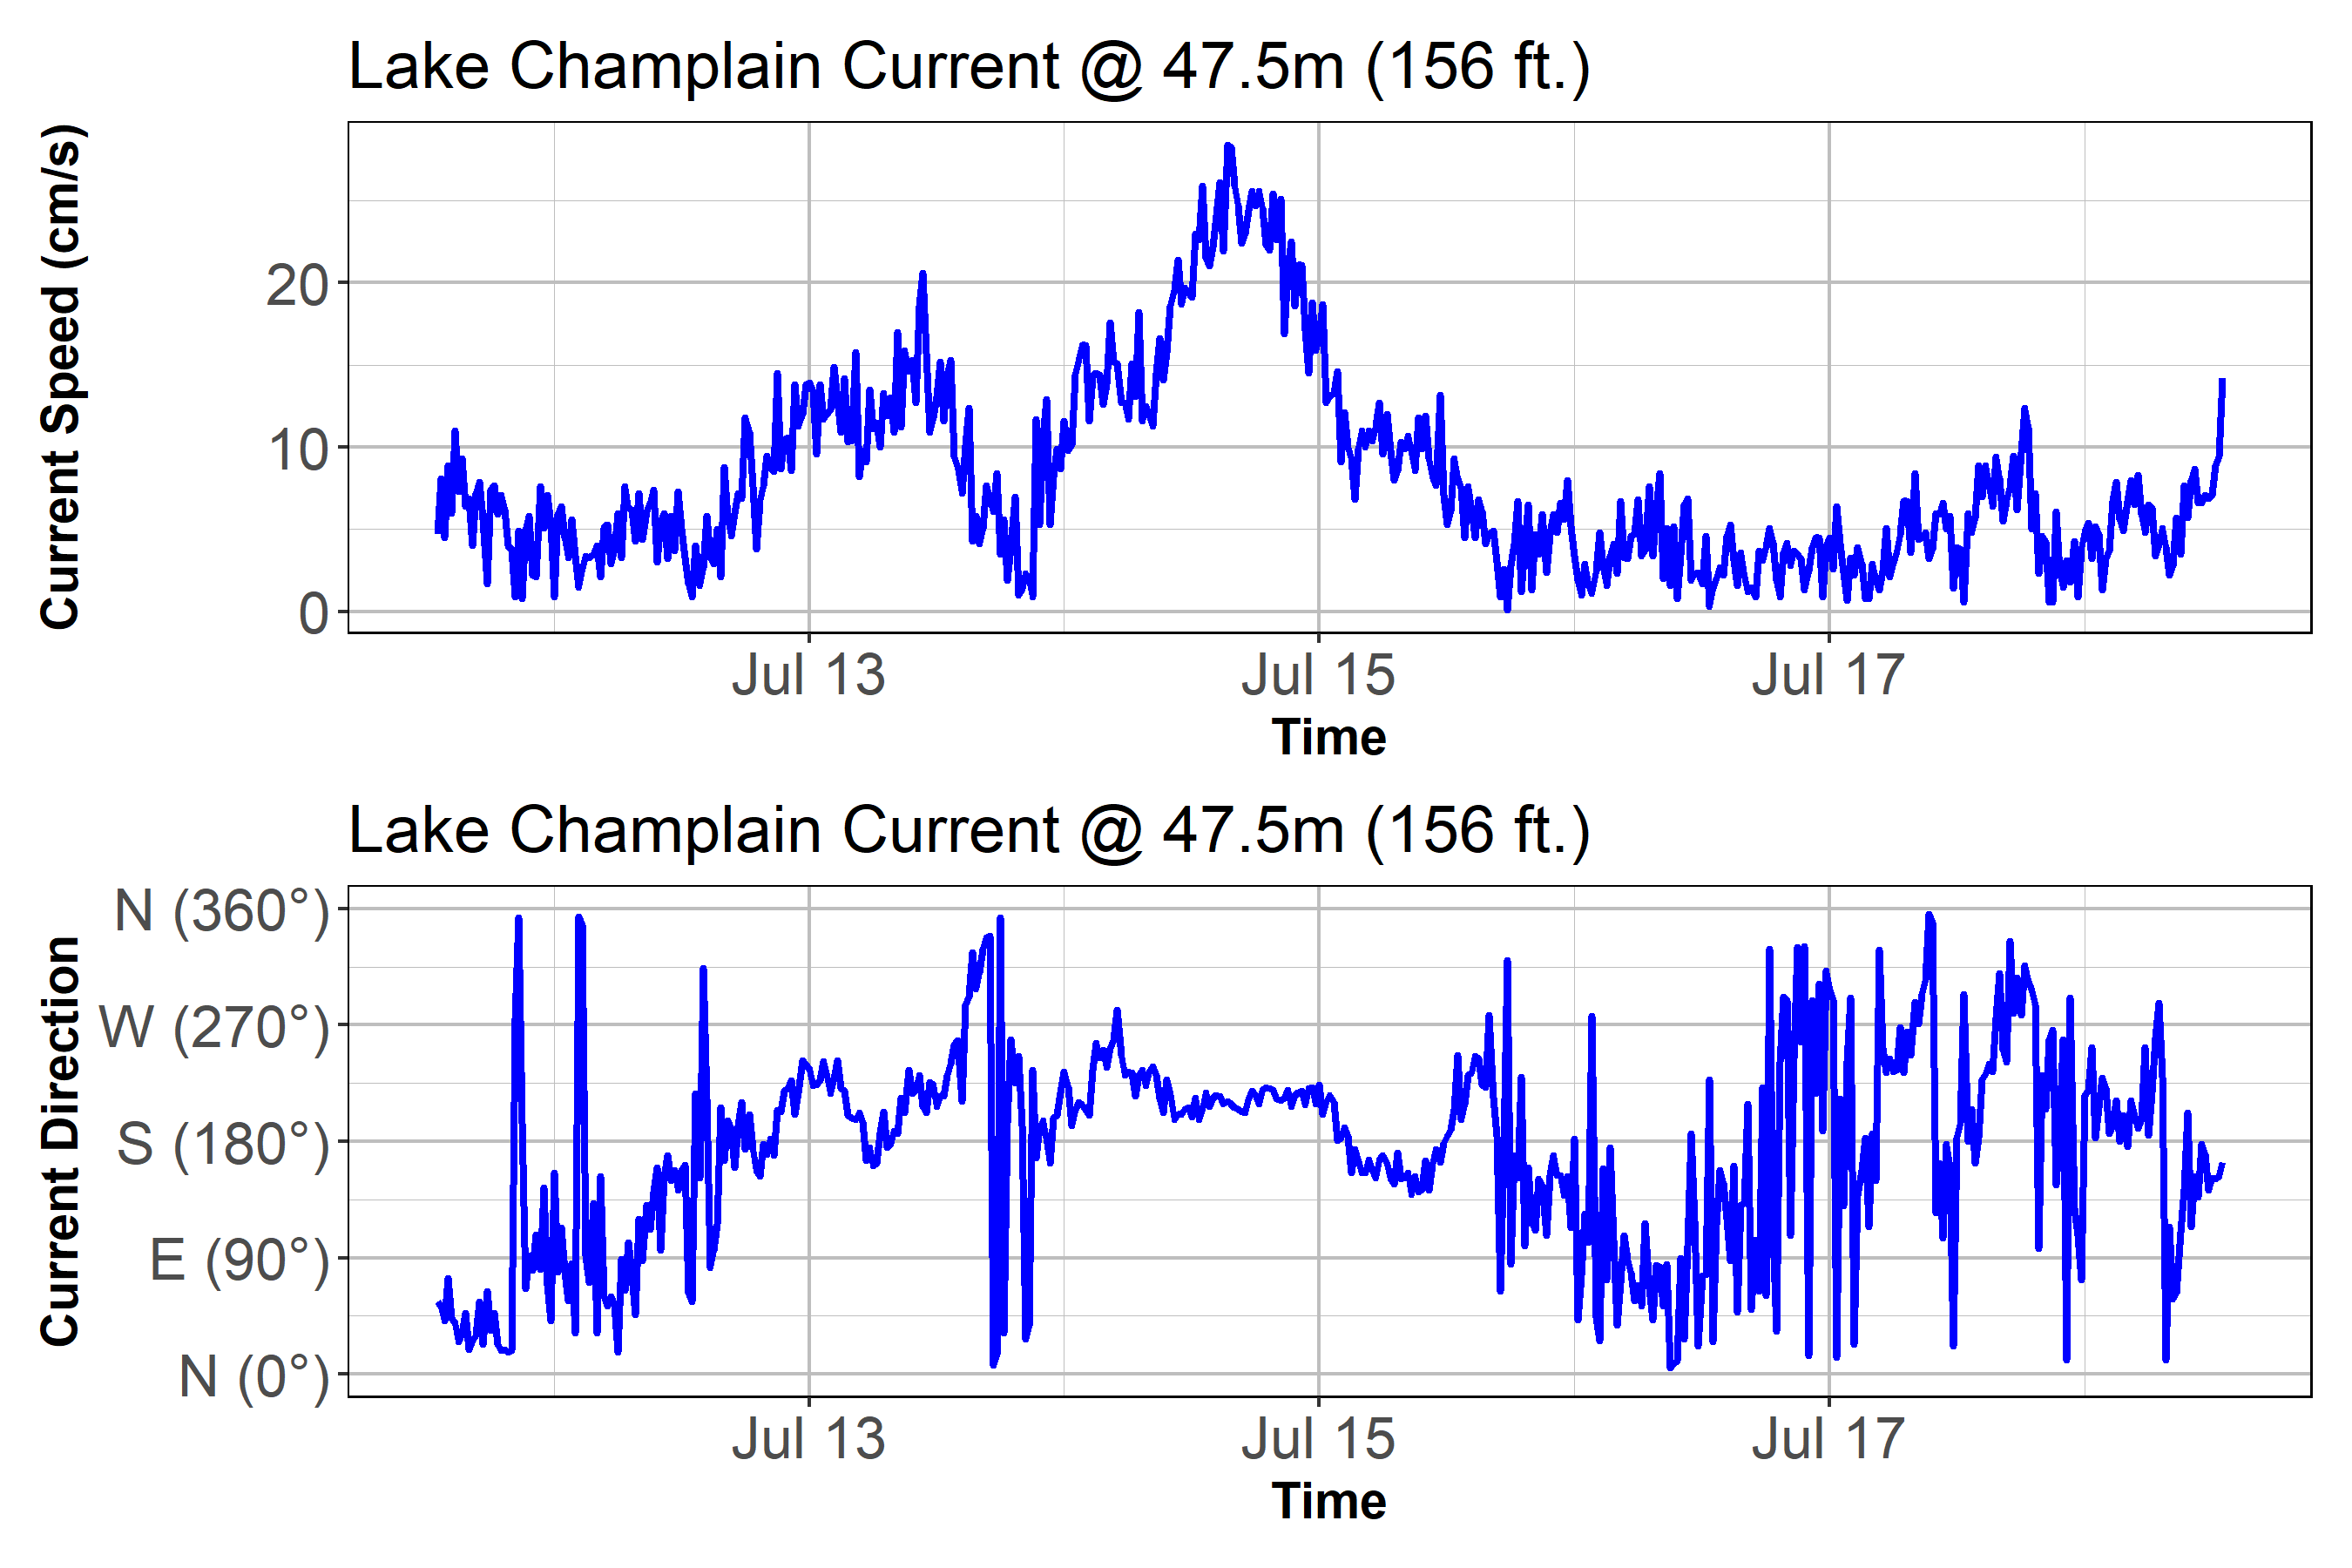 Lake Champlain Current @ 47.5m (156 ft.)
Current Speed (cm/s)
20
10
0
Jul 13 Jul 15 Jul 17
Time
Lake Champlain Current @ 47.5m (156 ft.)
Current Direction
N (360°)
W (270°)
S (180°)
E (90°)
N (0°)
Jul 13 Jul 15 Jul 17
Time